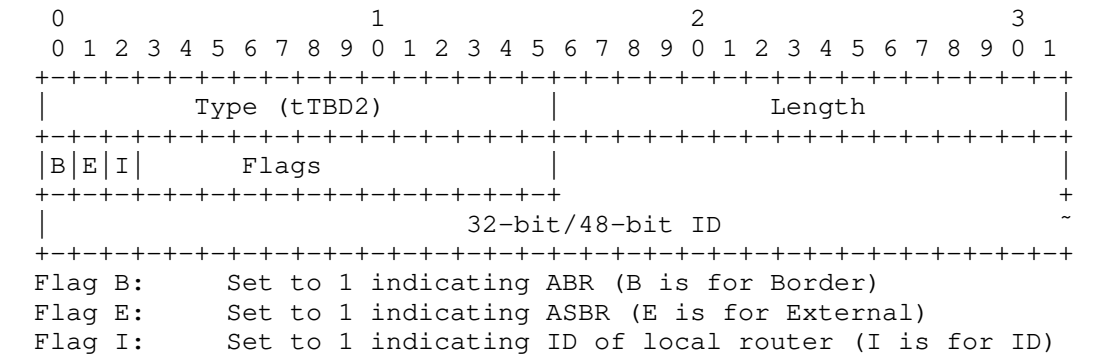 0                   1                   2                   3
 0 1 2 3 4 5 6 7 8 9 0 1 2 3 4 5 6 7 8 9 0 1 2 3 4 5 6 7 8 9 0 1
+-+-+-+-+-+-+-+-+-+-+-+-+-+-+-+-+-+-+-+-+-+-+-+-+-+-+-+-+-+-+-+-+
|         Type (tTBD2)          |             Length            |
+-+-+-+-+-+-+-+-+-+-+-+-+-+-+-+-+-+-+-+-+-+-+-+-+-+-+-+-+-+-+-+-+
|B|E|I|      Flags              |                               |
+-+-+-+-+-+-+-+-+-+-+-+-+-+-+-+-+                               +
|                          32-bit/48-bit ID                     ~
+-+-+-+-+-+-+-+-+-+-+-+-+-+-+-+-+-+-+-+-+-+-+-+-+-+-+-+-+-+-+-+-+
Flag B:     Set to 1 indicating ABR (B is for Border)
Flag E:     Set to 1 indicating ASBR (E is for External)
Flag I:     Set to 1 indicating ID of local router (I is for ID)